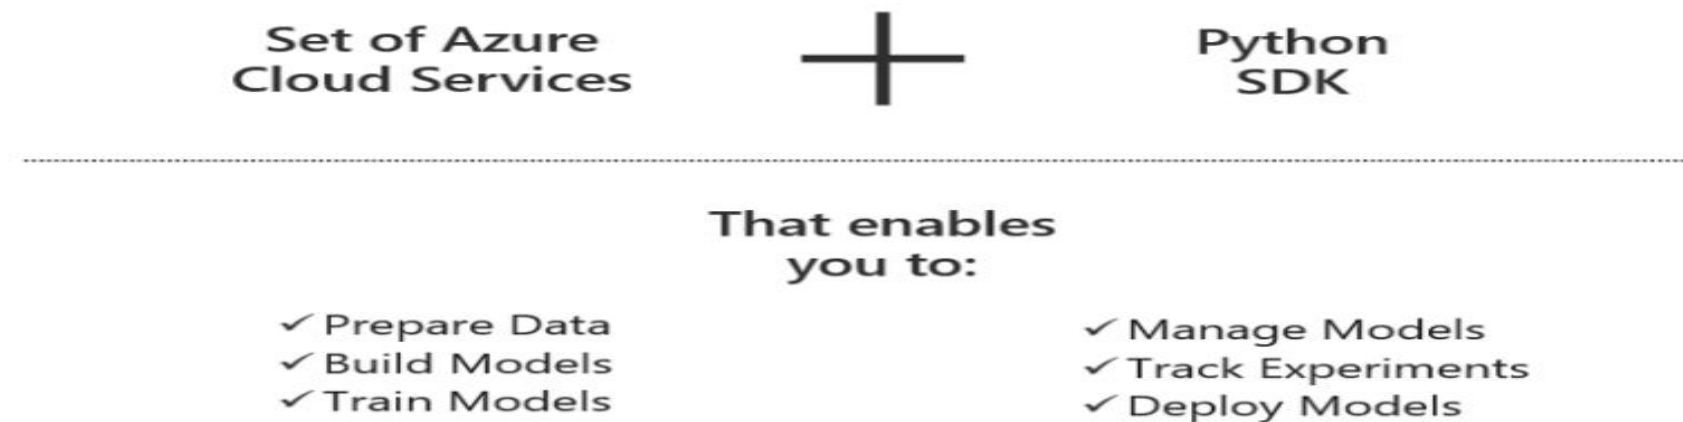 Set of Azure
Cloud Services
+
Python
SDK
That enables
you to:
✓ Prepare Data
✓ Build Models
✓ Train Models
✓ Manage Models
✓ Track Experiments
✓ Deploy Models